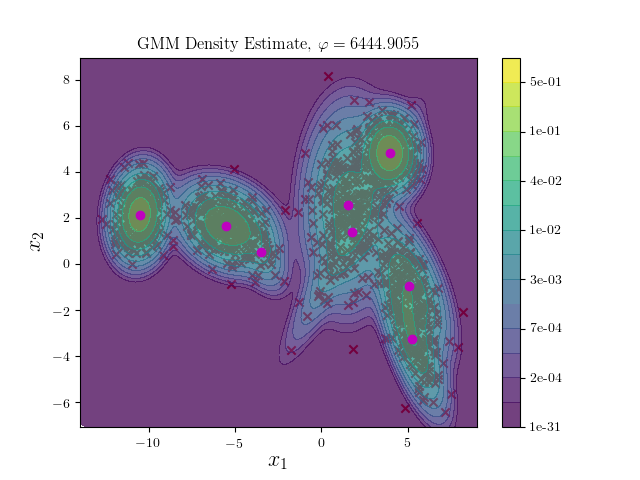 GMM Density Estimate, φ = 6444.9055
8
6
4
2
0
−2
−4
−6
x₂
−10
−5
0
5
x₁
5e-01
1e-01
4e-02
1e-02
3e-03
7e-04
2e-04
1e-31